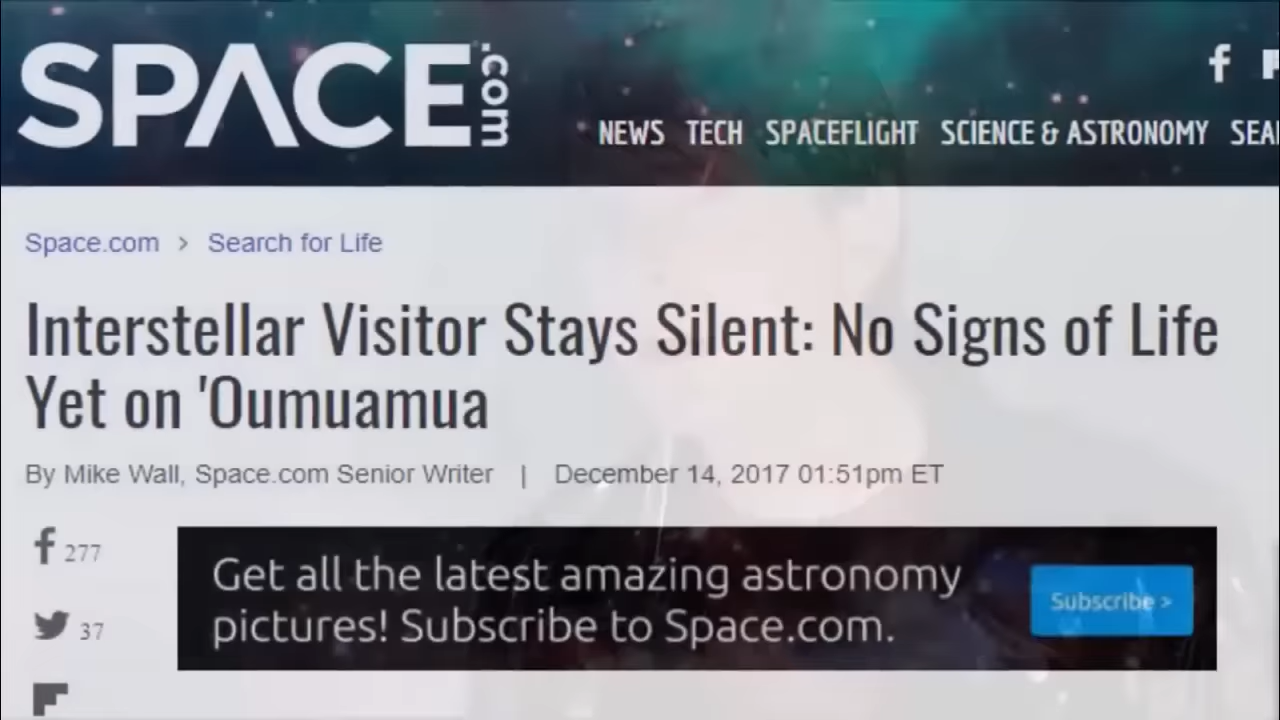 SPACE.com
NEWS TECH SPACEFLIGHT SCIENCE & ASTRONOMY
Space.com > Search for Life
Interstellar Visitor Stays Silent: No Signs of Life
Yet on 'Oumuamua
By Mike Wall, Space.com Senior Writer | December 14, 2017 01:51pm ET
277
Get all the latest amazing astronomy
pictures! Subscribe to Space.com.
Subscribe >
37